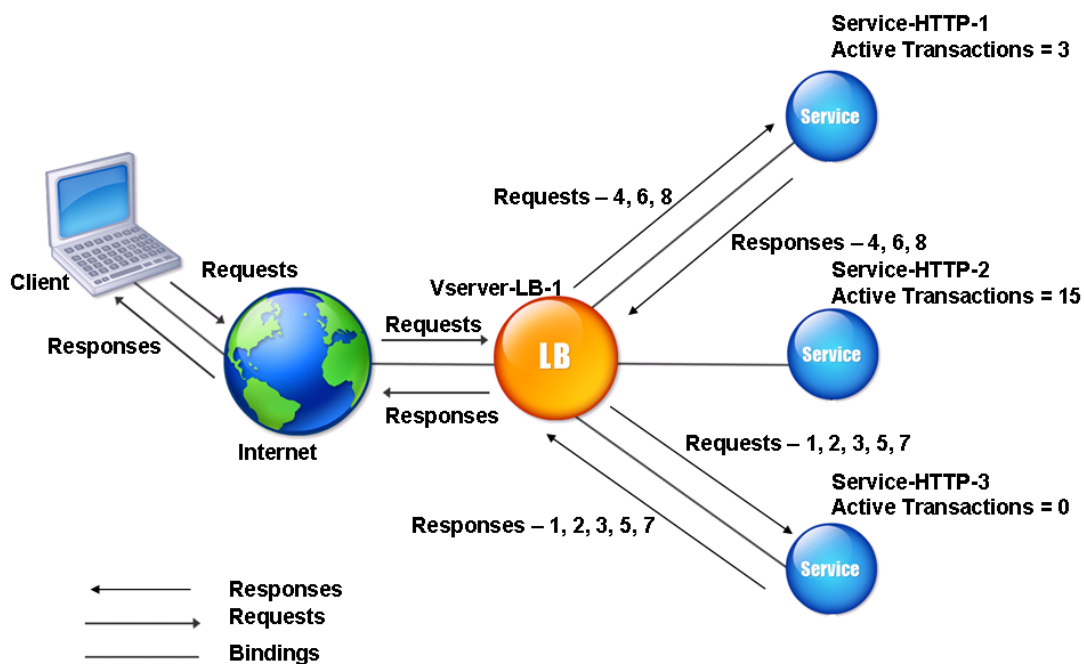 Service-HTTP-1
Active Transactions = 3
Service
Requests – 4, 6, 8
Responses – 4, 6, 8
Client
Requests
Responses
Internet
Vserver-LB-1
Requests
LB
Responses
Service-HTTP-2
Active Transactions = 15
Service
Requests – 1, 2, 3, 5, 7
Responses – 1, 2, 3, 5, 7
Service-HTTP-3
Active Transactions = 0
Service
Responses
Requests
Bindings